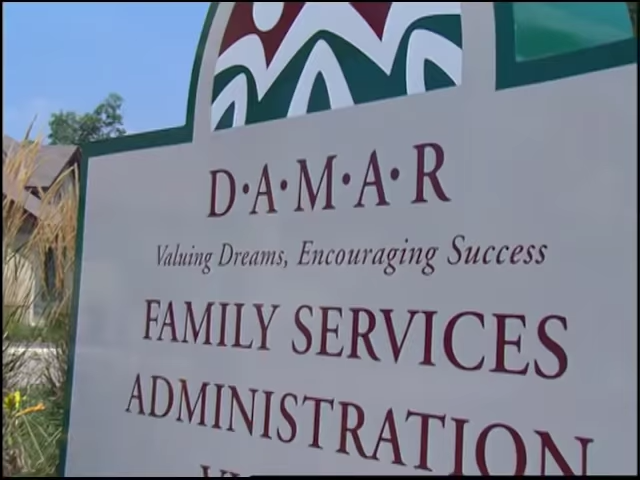 D·A·M·A·R
Valuing Dreams, Encouraging Success
FAMILY SERVICES
ADMINISTRATION